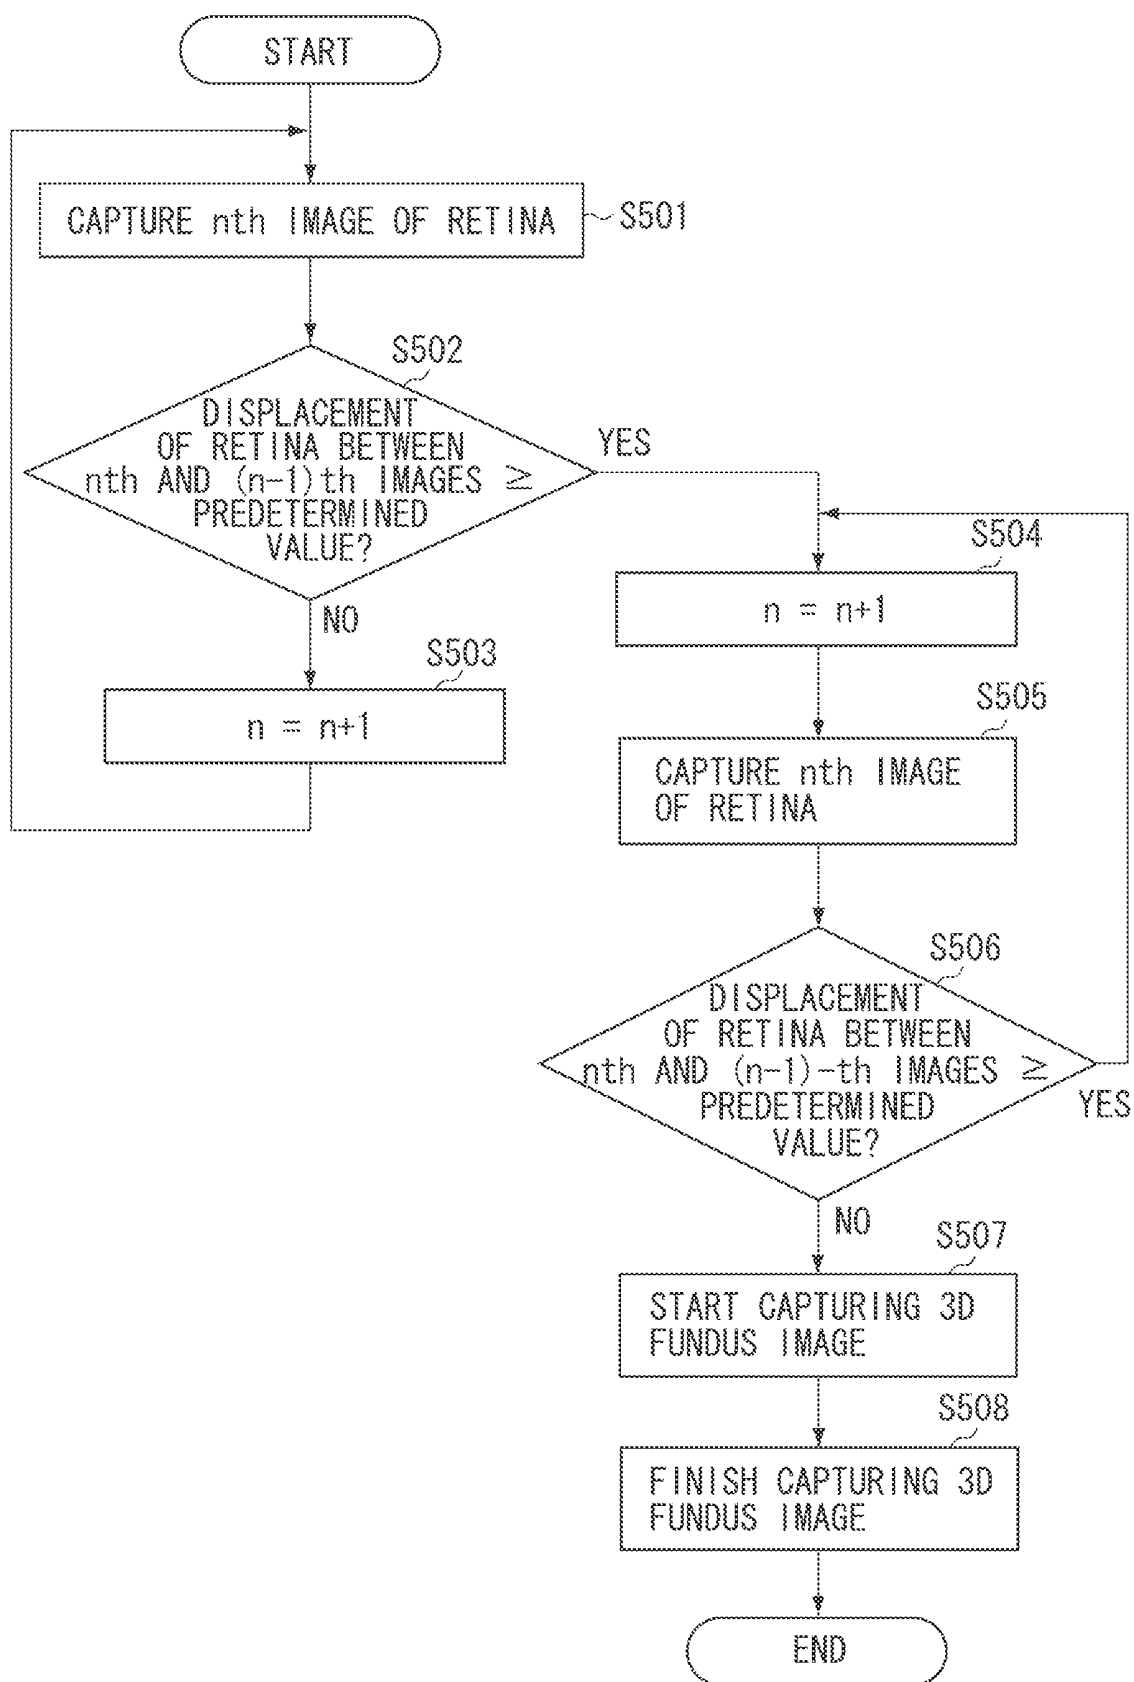 START
CAPTURE nth IMAGE OF RETINA
S501
S502
DISPLACEMENT
OF RETINA BETWEEN
nth AND (n-1)th IMAGES ≥
PREDETERMINED
VALUE?
YES
NO
S503
n = n+1
S504
n = n+1
S505
CAPTURE nth IMAGE
OF RETINA
S506
DISPLACEMENT
OF RETINA BETWEEN
nth AND (n-1)-th IMAGES ≥
PREDETERMINED
VALUE?
YES
NO
S507
START CAPTURING 3D
FUNDUS IMAGE
S508
FINISH CAPTURING 3D
FUNDUS IMAGE
END